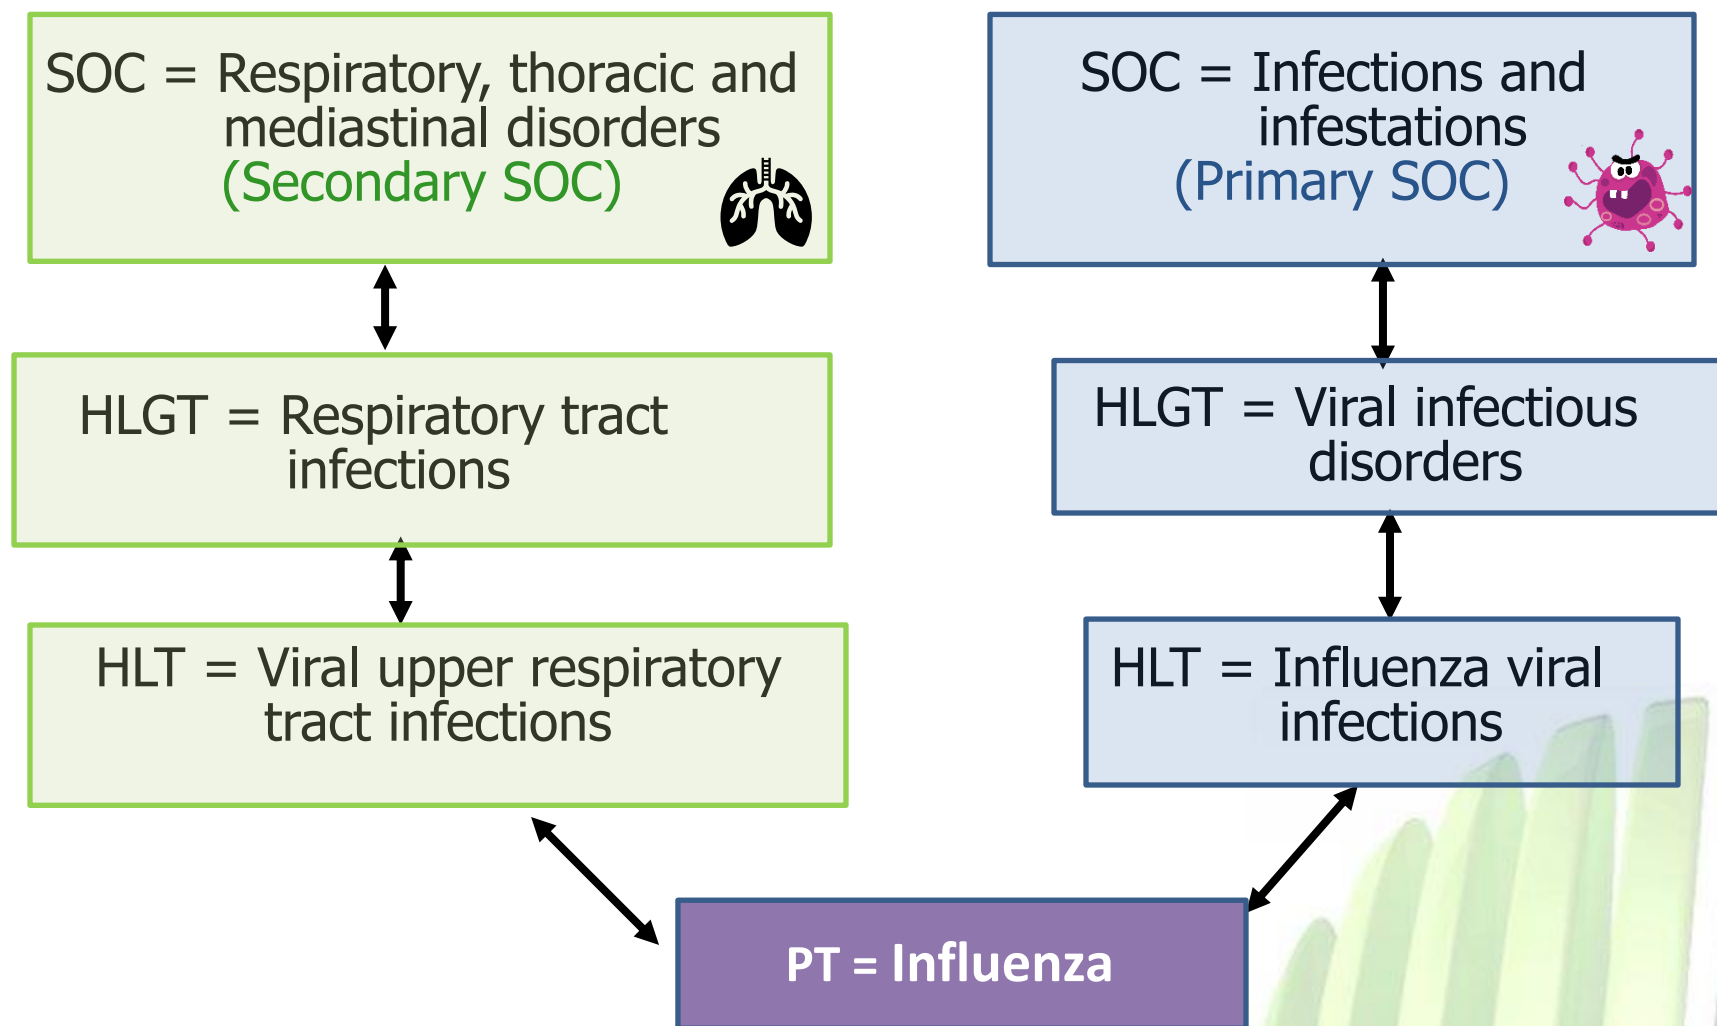 SOC = Respiratory, thoracic and
mediastinal disorders
(Secondary SOC)
SOC = Infections and
infestations
(Primary SOC)
HLGT = Respiratory tract
infections
HLGT = Viral infectious
disorders
HLT = Viral upper respiratory
tract infections
HLT = Influenza viral
infections
PT = Influenza